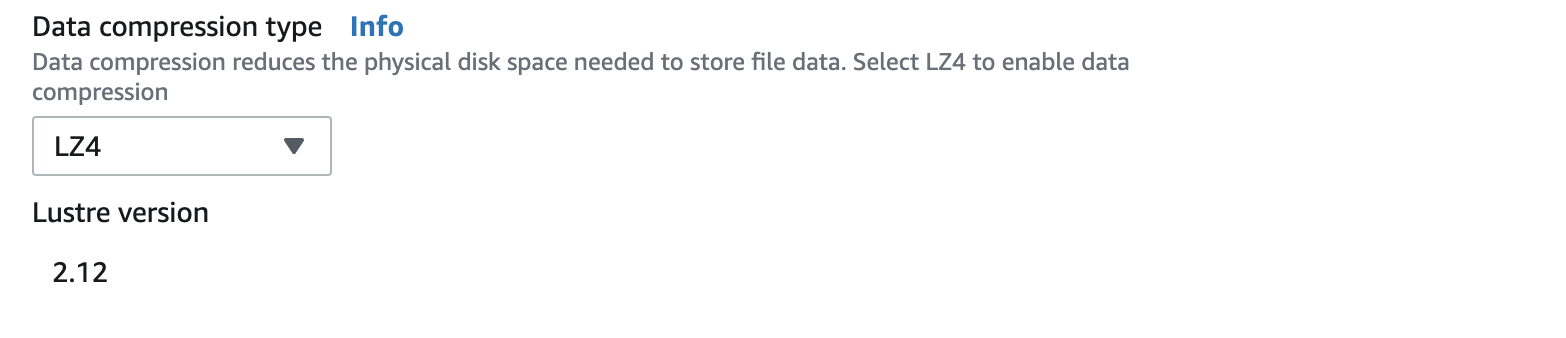 Data compression type Info
Data compression reduces the physical disk space needed to store file data. Select LZ4 to enable data
compression
LZ4
Lustre version
2.12